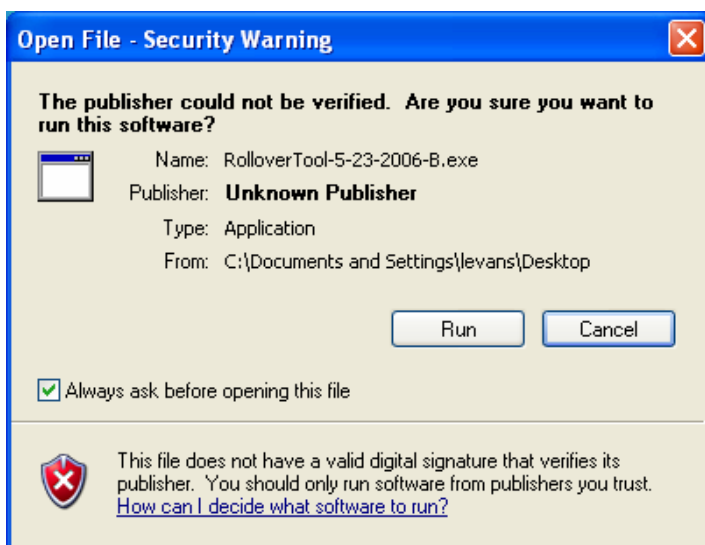 Open File - Security Warning
The publisher could not be verified.  Are you sure you want to
run this software?
Name: RolloverTool-5-23-2006-B.exe
Publisher: Unknown Publisher
Type: Application
From: C:\Documents and Settings\levans\Desktop
Run Cancel
Always ask before opening this file
This file does not have a valid digital signature that verifies its
publisher.  You should only run software from publishers you trust.
How can I decide what software to run?